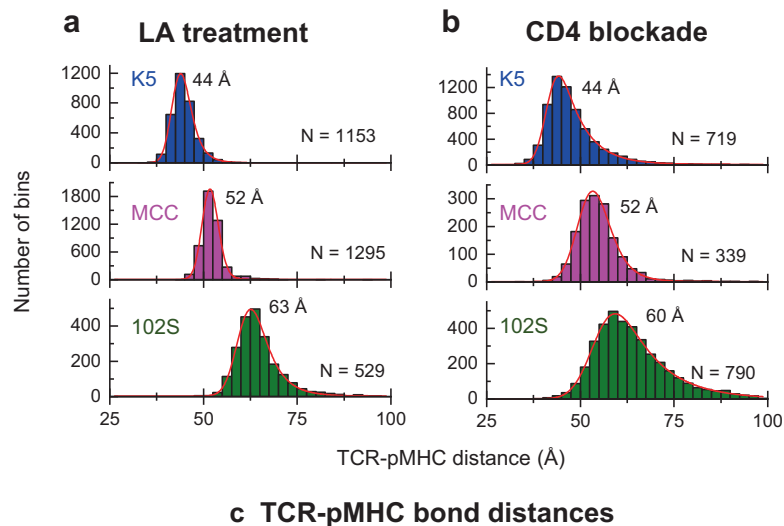 a LA treatment
K5
44 Å
N = 1153
1200
800
400
0
MCC
52 Å
N = 1295
1800
1200
600
0
102S
63 Å
N = 529
400
200
0
25 50 75 100
Number of bins
b CD4 blockade
K5
44 Å
N = 719
1200
800
400
0
MCC
52 Å
N = 339
300
200
100
0
102S
60 Å
N = 790
400
200
0
25 50 75 100
TCR-pMHC distance (Å)
c TCR-pMHC bond distances